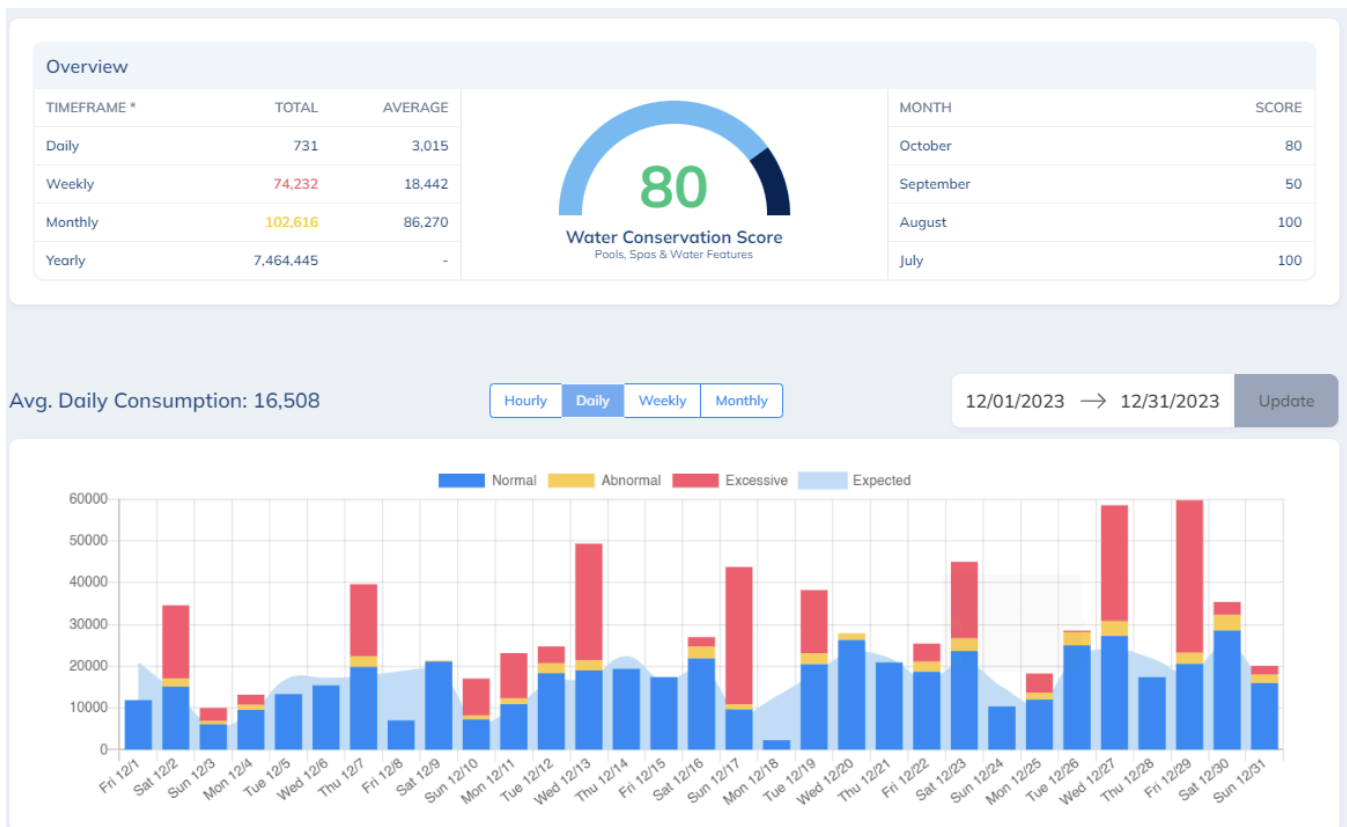 Overview
TIMEFRAME * TOTAL AVERAGE
Daily 731 3,015
Weekly 74,232 18,442
Monthly 102,616 86,270
Yearly 7,464,445 -
80
Water Conservation Score
Pools, Spas & Water Features
MONTH SCORE
October 80
September 50
August 100
July 100
Avg. Daily Consumption: 16,508
Hourly Daily Weekly Monthly
12/01/2023 → 12/31/2023 Update
Normal Abnormal Excessive Expected
60000
50000
40000
30000
20000
10000
0
Fri 12/1 Sat 12/2 Sun 12/3 Mon 12/4 Tue 12/5 Wed 12/6 Thu 12/7 Fri 12/8 Sat 12/9 Sun 12/10 Mon 12/11 Tue 12/12 Wed 12/13 Thu 12/14 Fri 12/15 Sat 12/16 Sun 12/17 Mon 12/18 Tue 12/19 Wed 12/20 Thu 12/21 Fri 12/22 Sat 12/23 Sun 12/24 Mon 12/25 Tue 12/26 Wed 12/27 Thu 12/28 Fri 12/29 Sat 12/30 Sun 12/31